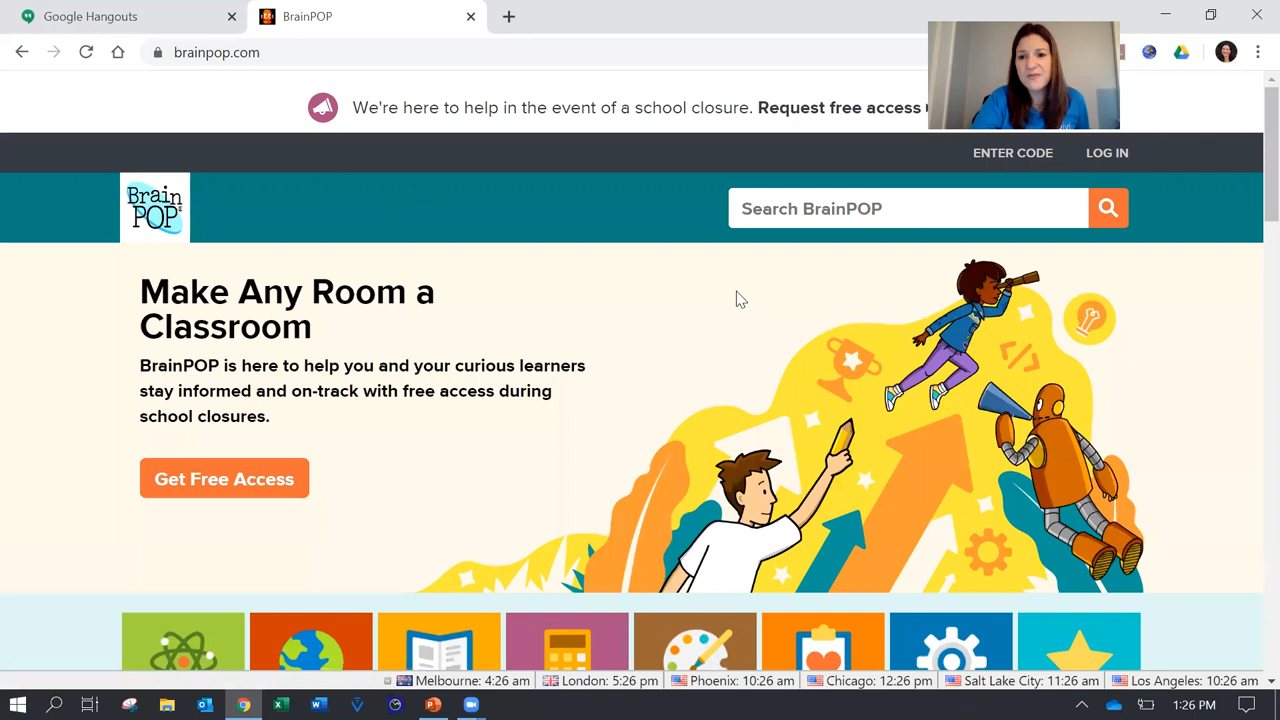 Google Hangouts
BrainPOP
brainpop.com
We're here to help in the event of a school closure. Request free access
ENTER CODE
LOG IN
Brain
POP
Search BrainPOP
Make Any Room a
Classroom
BrainPOP is here to help you and your curious learners
stay informed and on-track with free access during
school closures.
Get Free Access
Melbourne: 4:26 am
London: 5:26 pm
Phoenix: 10:26 am
Chicago: 12:26 pm
Salt Lake City: 11:26 am
Los Angeles: 10:26 am
1:26 PM